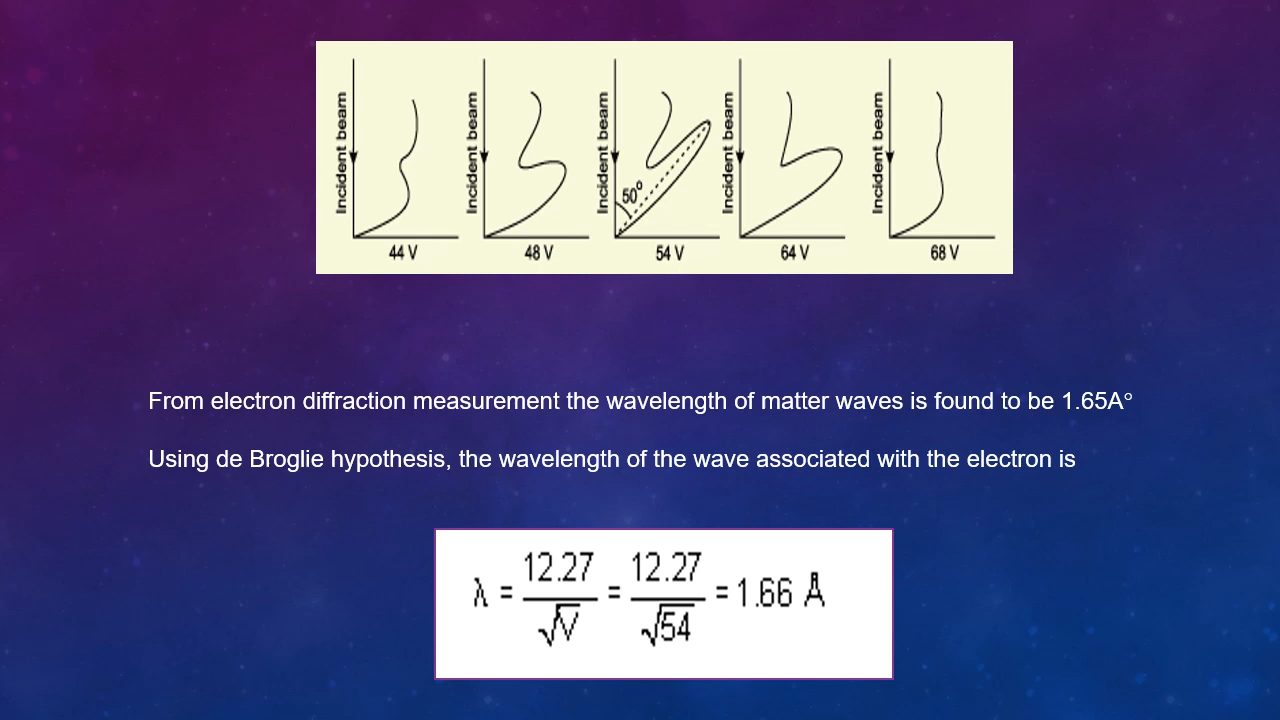 Incident beam
Incident beam
Incident beam
Incident beam
Incident beam
50°
44 V
48 V
54 V
64 V
68 V
From electron diffraction measurement the wavelength of matter waves is found to be 1.65A°
Using de Broglie hypothesis, the wavelength of the wave associated with the electron is
λ = 12.27/√V = 12.27/√54 = 1.66 Å